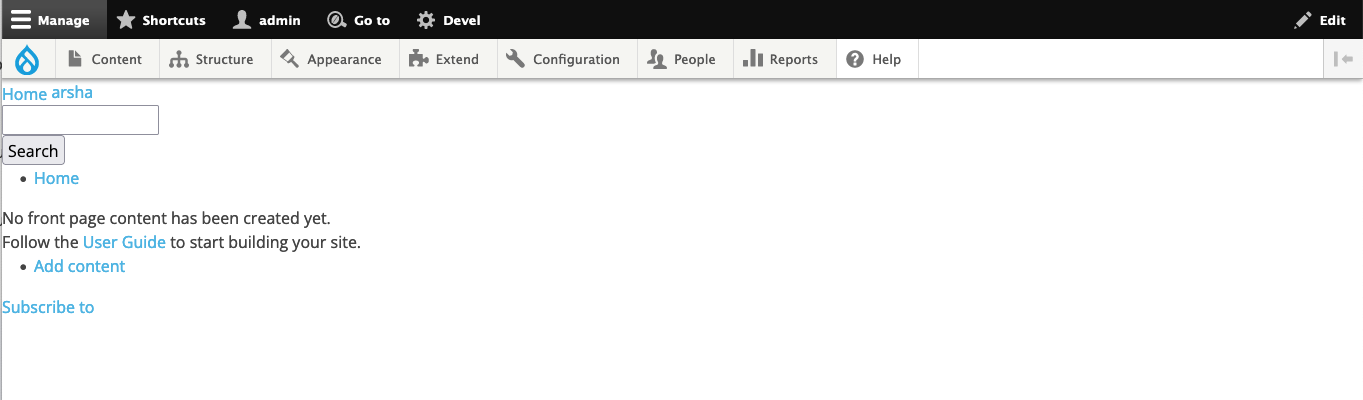 Manage Shortcuts admin Go to Devel Edit
Content Structure Appearance Extend Configuration People Reports Help
Home arsha
Search
Home
No front page content has been created yet.
Follow the User Guide to start building your site.
Add content
Subscribe to